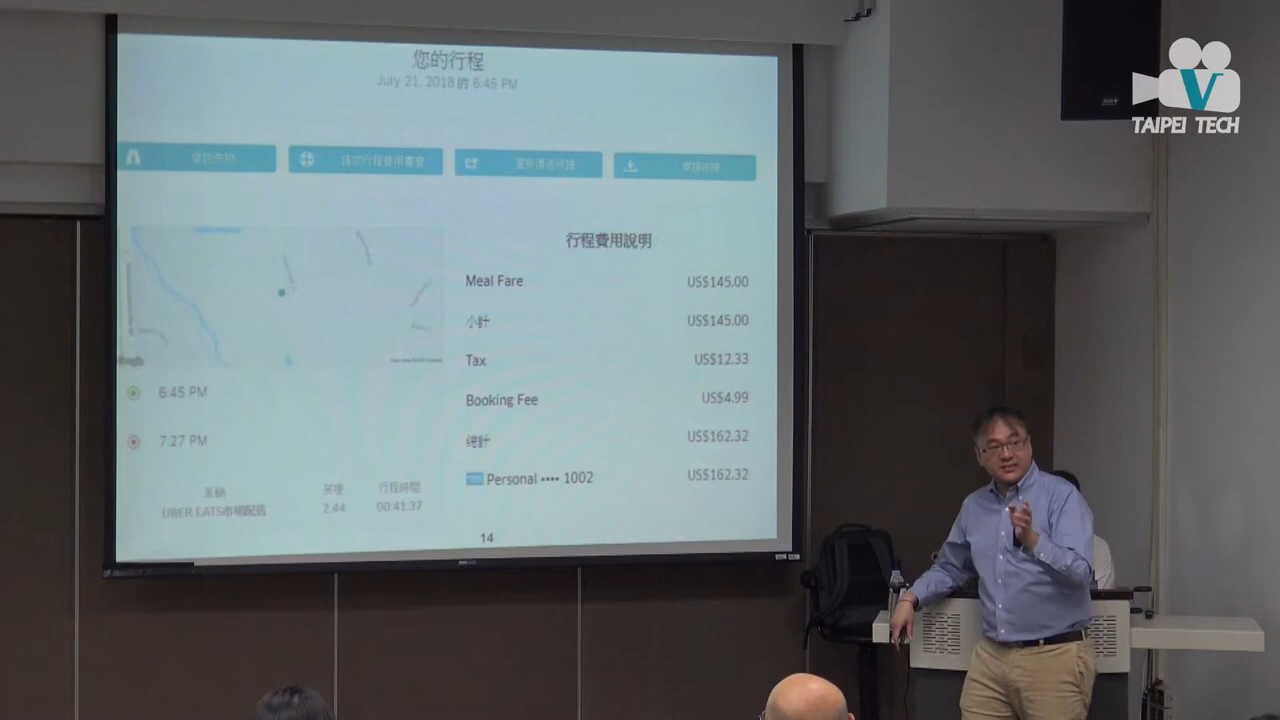 您的行程
July 21, 2018 的 6:45 PM
行程費用說明
Meal Fare US$145.00
小計 US$145.00
Tax US$12.33
Booking Fee US$4.99
總計 US$162.32
Personal •••• 1002 US$162.32
6:45 PM
7:27 PM
車輛 英哩 行程時間
UBER EATS市場配送 2.44 00:41:37
14
V
TAIPEI TECH